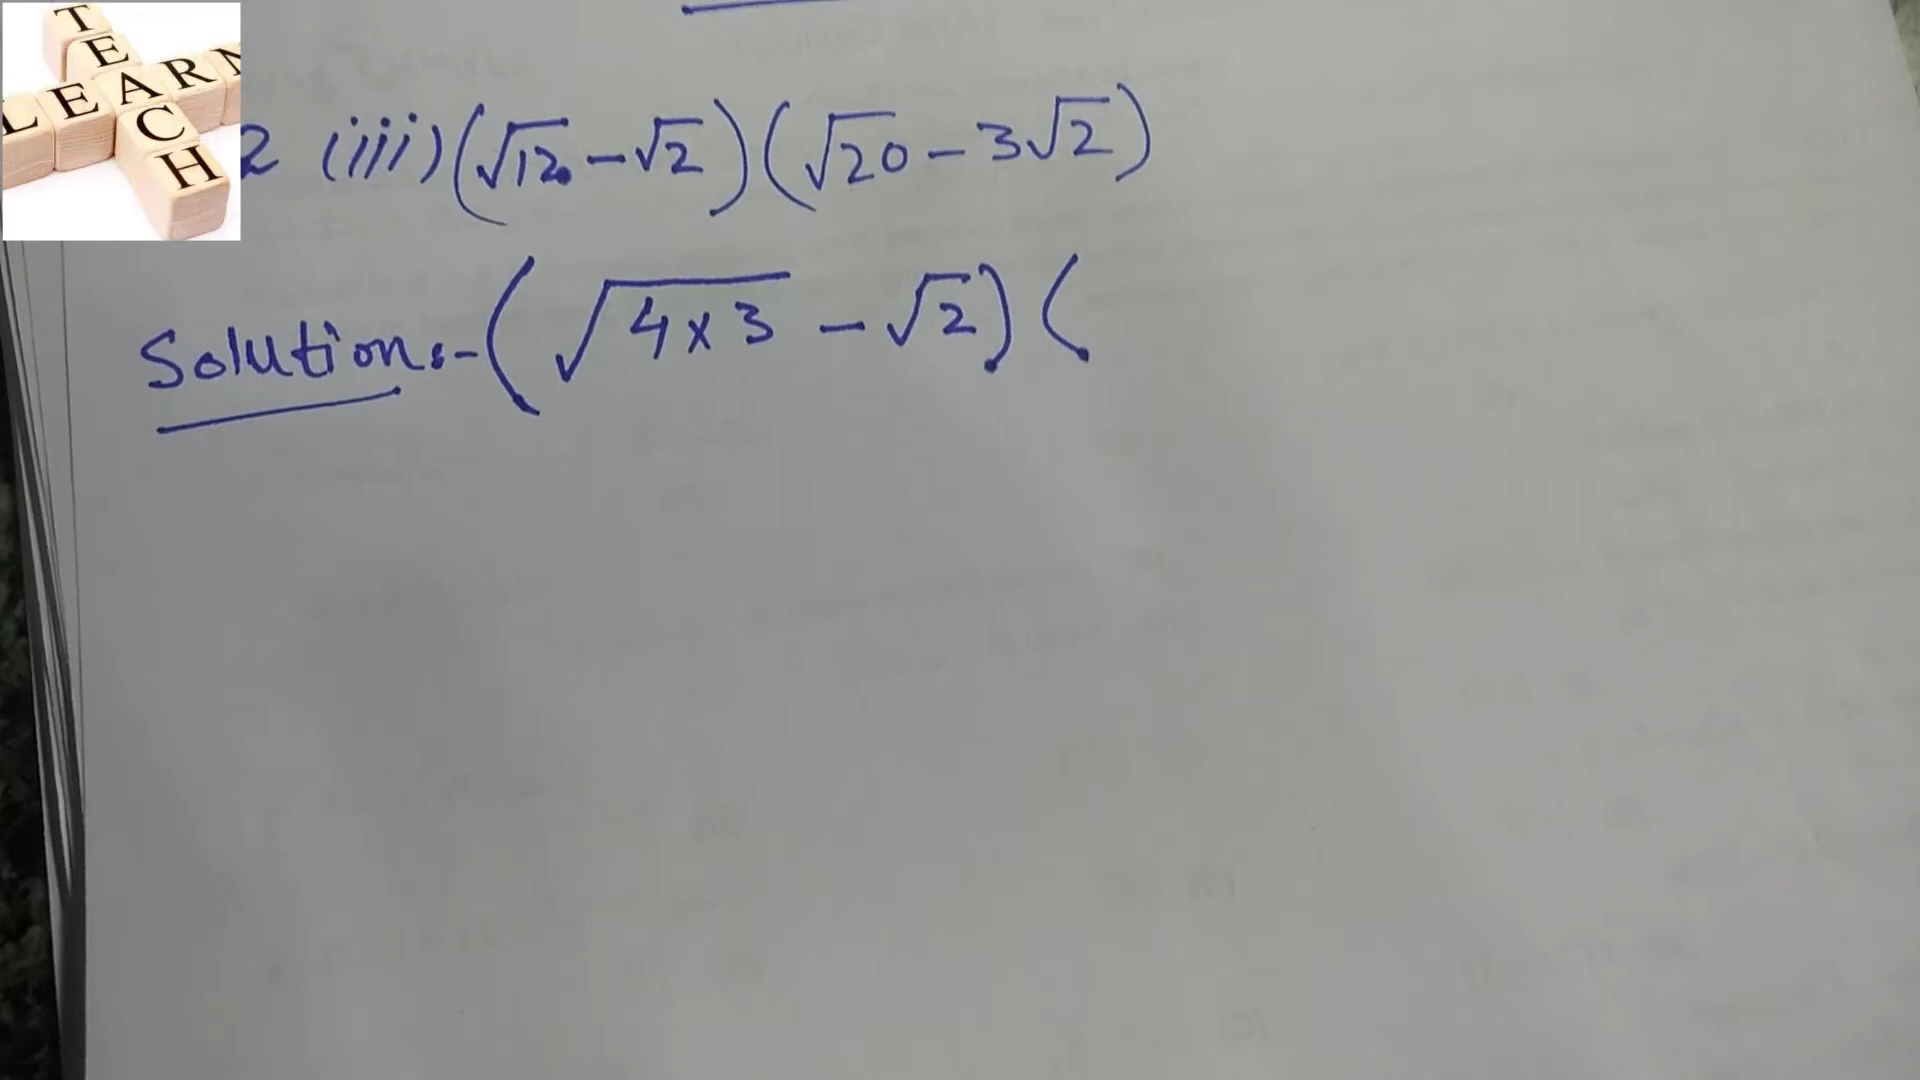 TEACH
LEARN
2 (iii) (√12 - √2) (√20 - 3√2)
Solution:- (√4×3 - √2) (